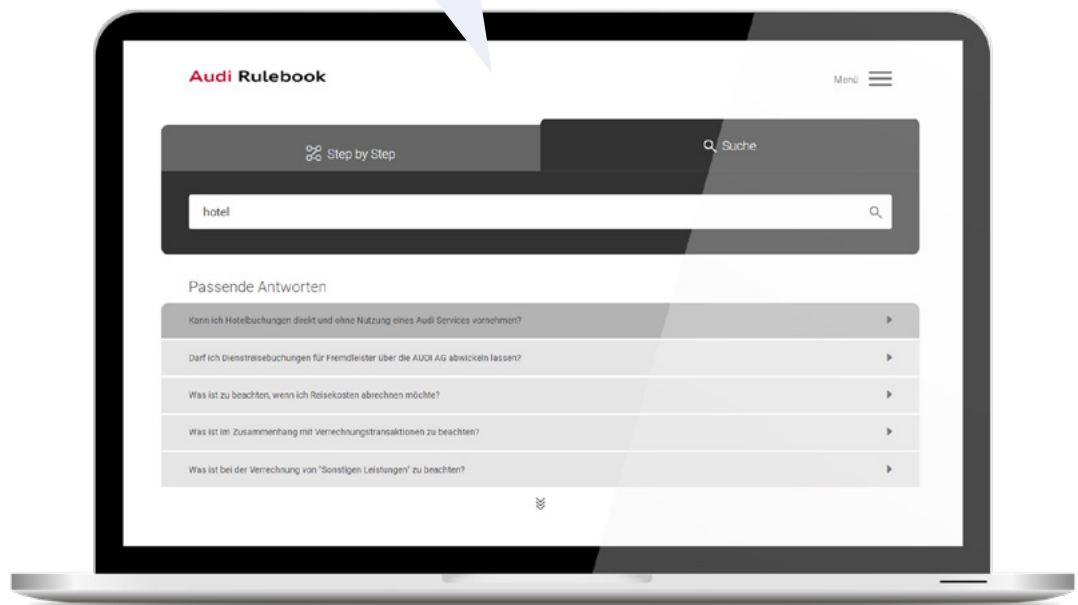 Audi Rulebook
Menü
Step by Step
Suche
hotel
Passende Antworten
Kann ich Hotelbuchungen direkt und ohne Nutzung eines Audi Services vornehmen?
Darf ich Dienstreisebuchungen für Fremdleister über die AUDI AG abwickeln lassen?
Was ist zu beachten, wenn ich Reisekosten abrechnen möchte?
Was ist im Zusammenhang mit Verrechnungstransaktionen zu beachten?
Was ist bei der Verrechnung von "Sonstigen Leistungen" zu beachten?